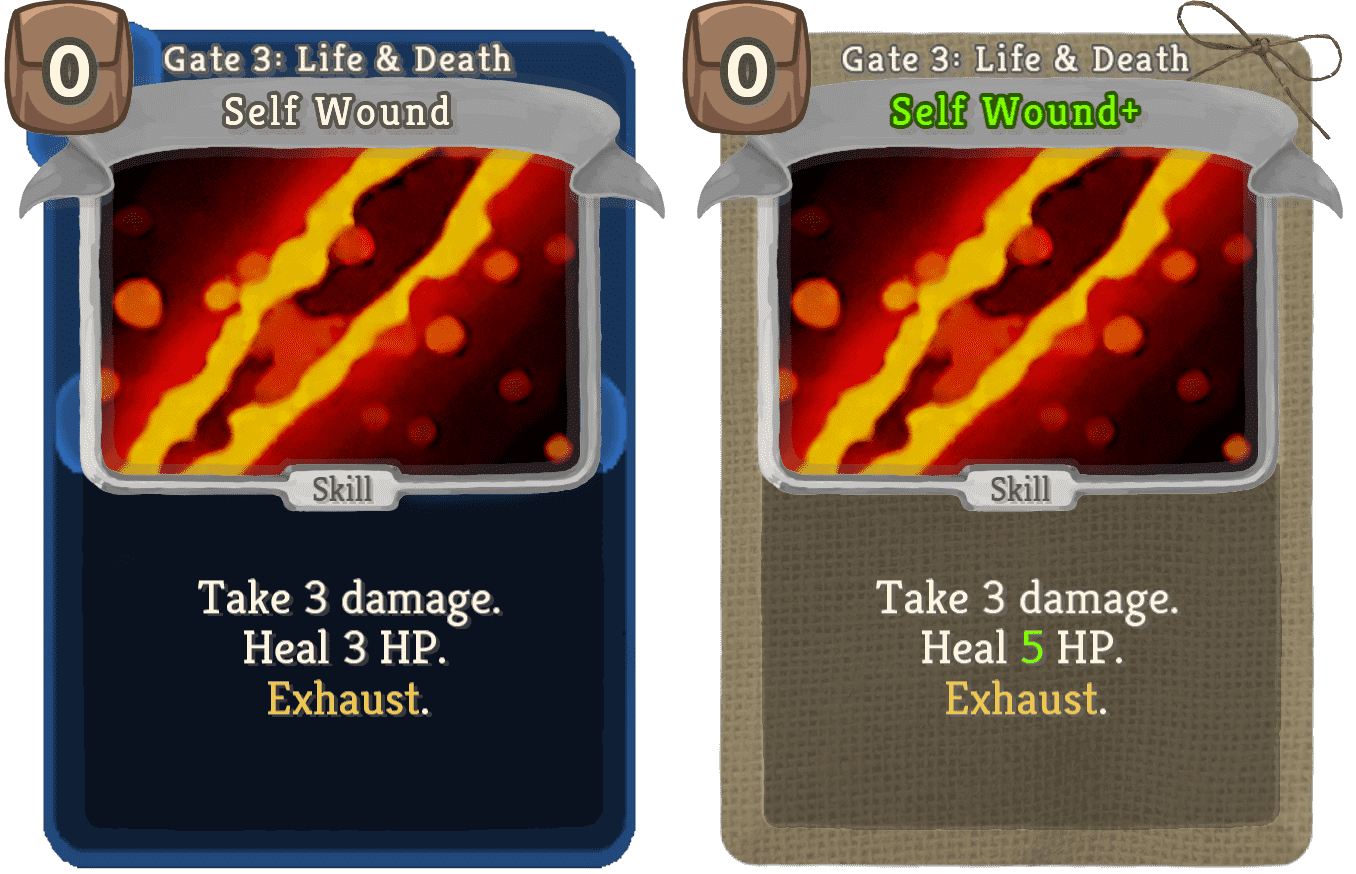 0
Gate 3: Life & Death
Self Wound
Skill
Take 3 damage.
Heal 3 HP.
Exhaust.
0
Gate 3: Life & Death
Self Wound+
Skill
Take 3 damage.
Heal 5 HP.
Exhaust.